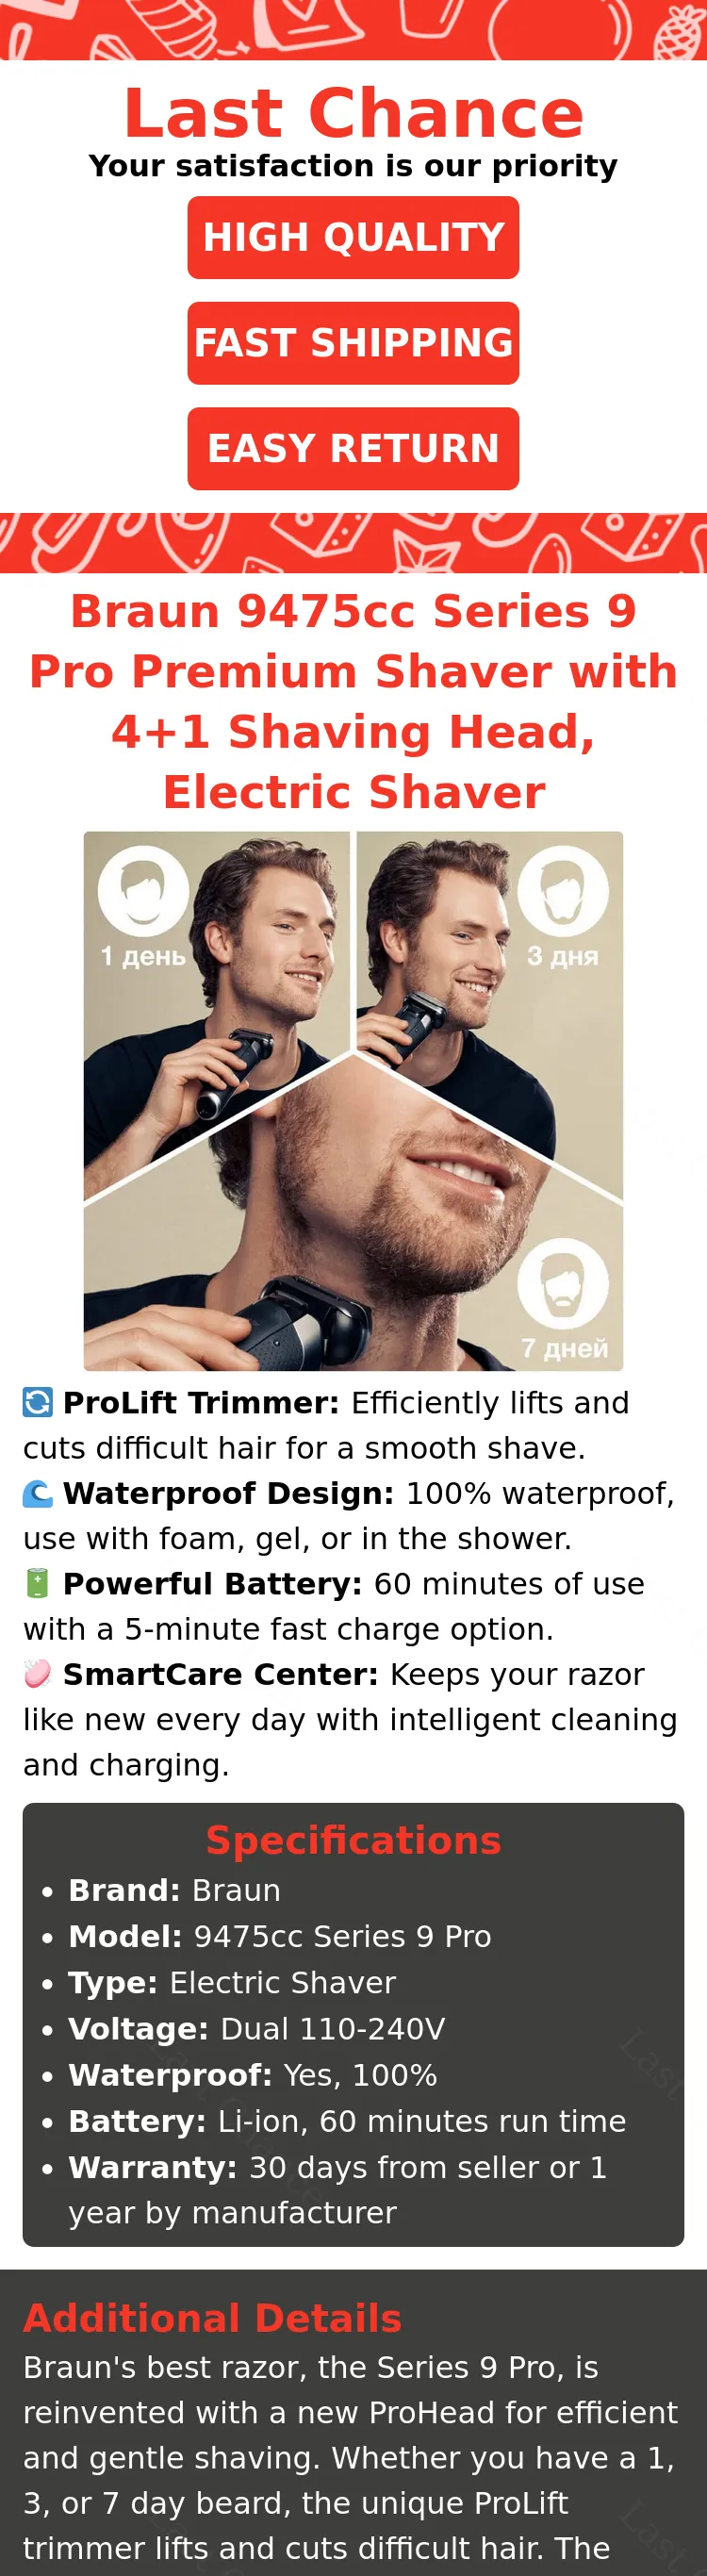 Last Chance
Your satisfaction is our priority
HIGH QUALITY
FAST SHIPPING
EASY RETURN
Braun 9475cc Series 9
Pro Premium Shaver with
4+1 Shaving Head,
Electric Shaver
1 день
3 дня
7 дней
ProLift Trimmer: Efficiently lifts and
cuts difficult hair for a smooth shave.
Waterproof Design: 100% waterproof,
use with foam, gel, or in the shower.
Powerful Battery: 60 minutes of use
with a 5-minute fast charge option.
SmartCare Center: Keeps your razor
like new every day with intelligent cleaning
and charging.
Specifications
• Brand: Braun
• Model: 9475cc Series 9 Pro
• Type: Electric Shaver
• Voltage: Dual 110-240V
• Waterproof: Yes, 100%
• Battery: Li-ion, 60 minutes run time
• Warranty: 30 days from seller or 1
year by manufacturer
Additional Details
Braun's best razor, the Series 9 Pro, is
reinvented with a new ProHead for efficient
and gentle shaving. Whether you have a 1,
3, or 7 day beard, the unique ProLift
trimmer lifts and cuts difficult hair. The